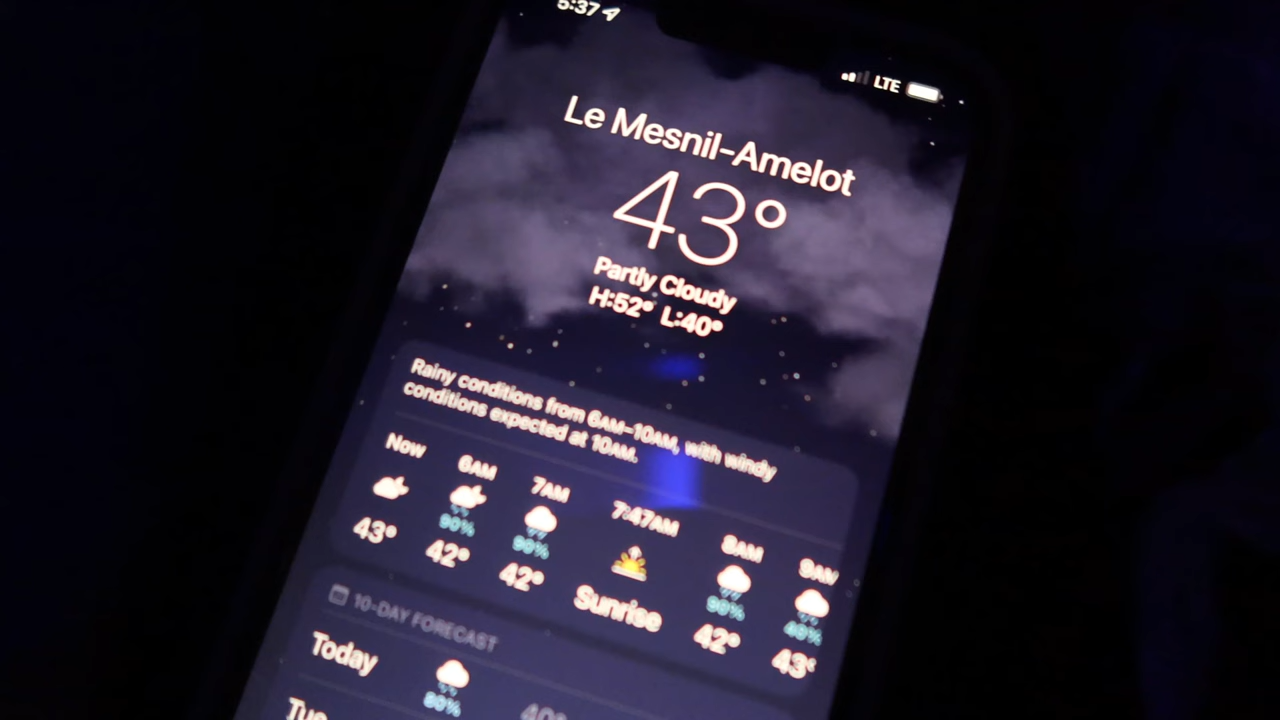 5:37
LTE
Le Mesnil-Amelot
43°
Partly Cloudy
H:52° L:40°
Rainy conditions from 6AM-10AM, with windy
conditions expected at 10AM.
Now 6AM 7AM 7:47AM 8AM 9AM
90% 90% 90% 40%
43° 42° 42° Sunrise 42° 43°
10-DAY FORECAST
Today 80% 40°
Tue